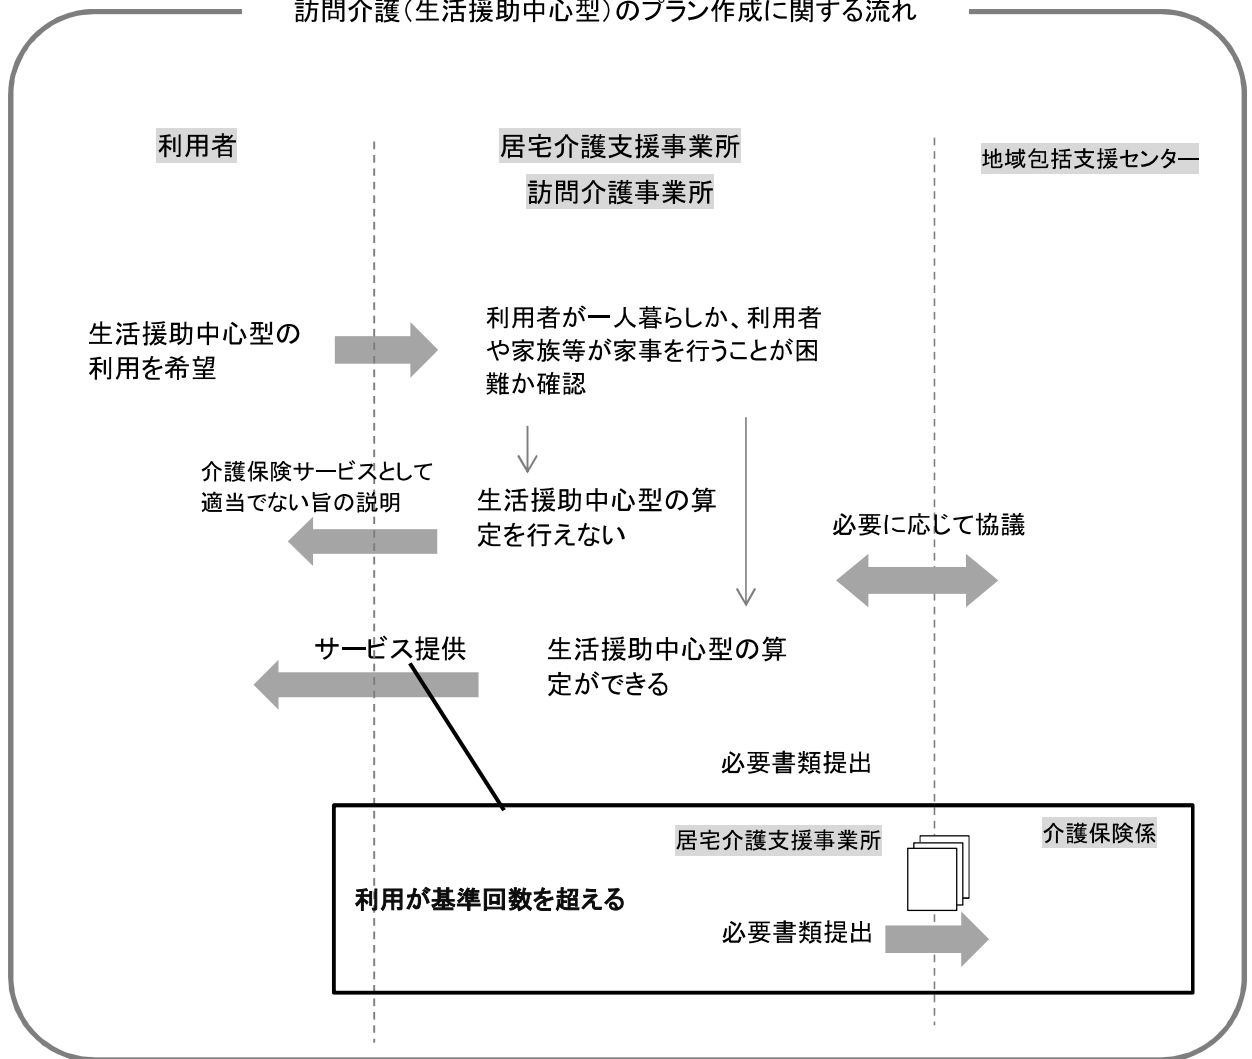 訪問介護（生活援助中心型）のプラン作成に関する流れ
利用者
居宅介護支援事業所
訪問介護事業所
地域包括支援センター
生活援助中心型の
利用を希望
利用者が一人暮らしか、利用者
や家族等が家事を行うことが困
難か確認
介護保険サービスとして
適当でない旨の説明
生活援助中心型の算
定を行えない
必要に応じて協議
サービス提供
生活援助中心型の算
定ができる
必要書類提出
居宅介護支援事業所
介護保険係
利用が基準回数を超える
必要書類提出